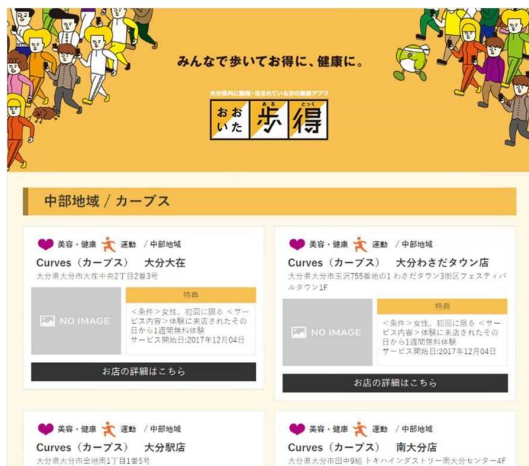 みんなで歩いてお得に、健康に。
大分県内に勤務・住まれている方の健康アプリ
おおいた 歩得
ある とっく
中部地域 / カーブス
美容・健康 運動 / 中部地域
Curves（カーブス） 大分大在
大分県大分市大在中央2丁目2番3号
NO IMAGE
特典
＜条件＞女性、初回に限る ＜サー
ビス内容＞体験に来店されたその
日から1週間無料体験
サービス開始日:2017年12月04日
お店の詳細はこちら
美容・健康 運動 / 中部地域
Curves（カーブス） 大分わさだタウン店
大分県大分市玉沢755番地の1 わさだタウン3街区フェスティバ
ルタウン1F
NO IMAGE
特典
＜条件＞女性、初回に限る ＜サー
ビス内容＞体験に来店されたその
日から1週間無料体験
サービス開始日:2017年12月04日
お店の詳細はこちら
美容・健康 運動 / 中部地域
Curves（カーブス） 大分駅店
大分県大分市金池南1丁目1番5号
美容・健康 運動 / 中部地域
Curves（カーブス） 南大分店
大分県大分市田中9組 トキハインダストリー南大分センター4F